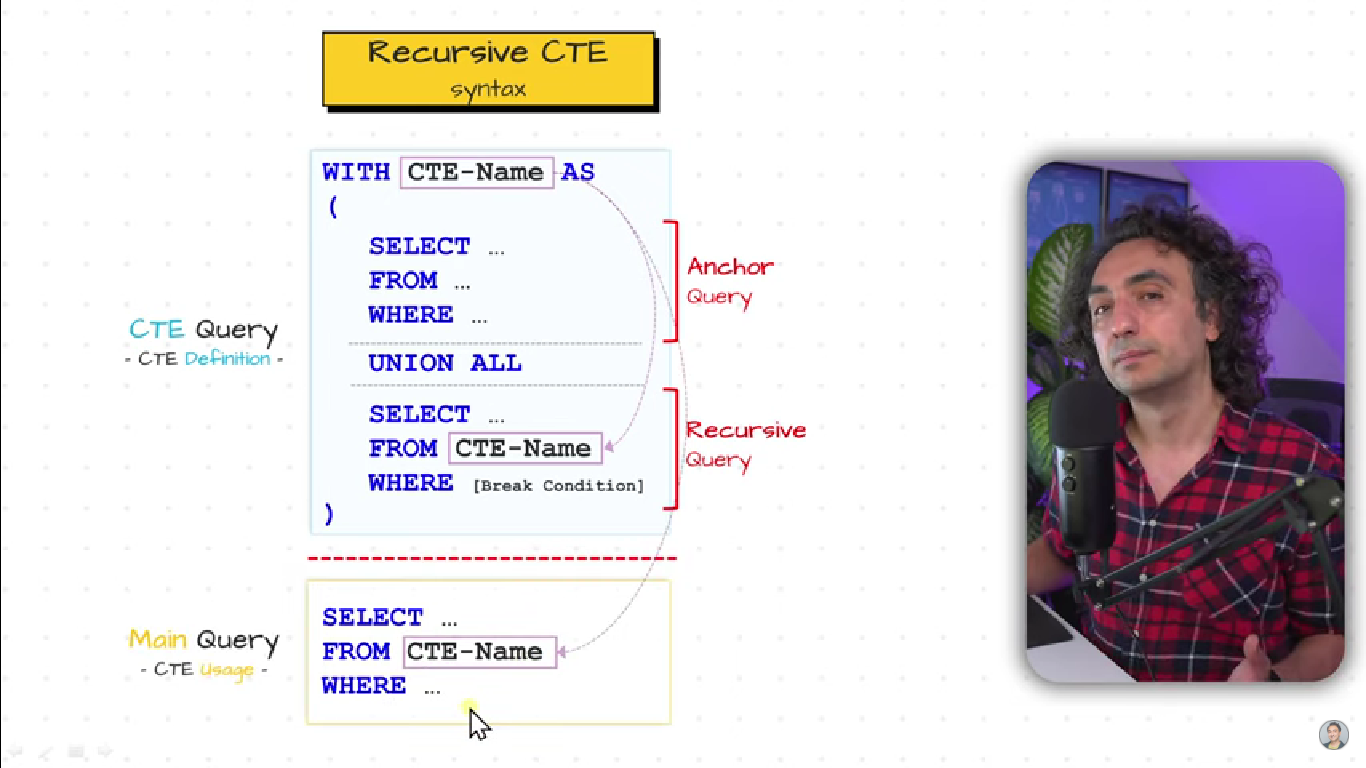 Recursive CTE
syntax
WITH CTE-Name AS
(
SELECT ...
FROM ...
WHERE ...
Anchor
Query
UNION ALL
CTE Query
- CTE Definition -
SELECT ...
FROM CTE-Name
WHERE [Break Condition]
Recursive
Query
)
SELECT ...
FROM CTE-Name
WHERE ...
Main Query
- CTE Usage -